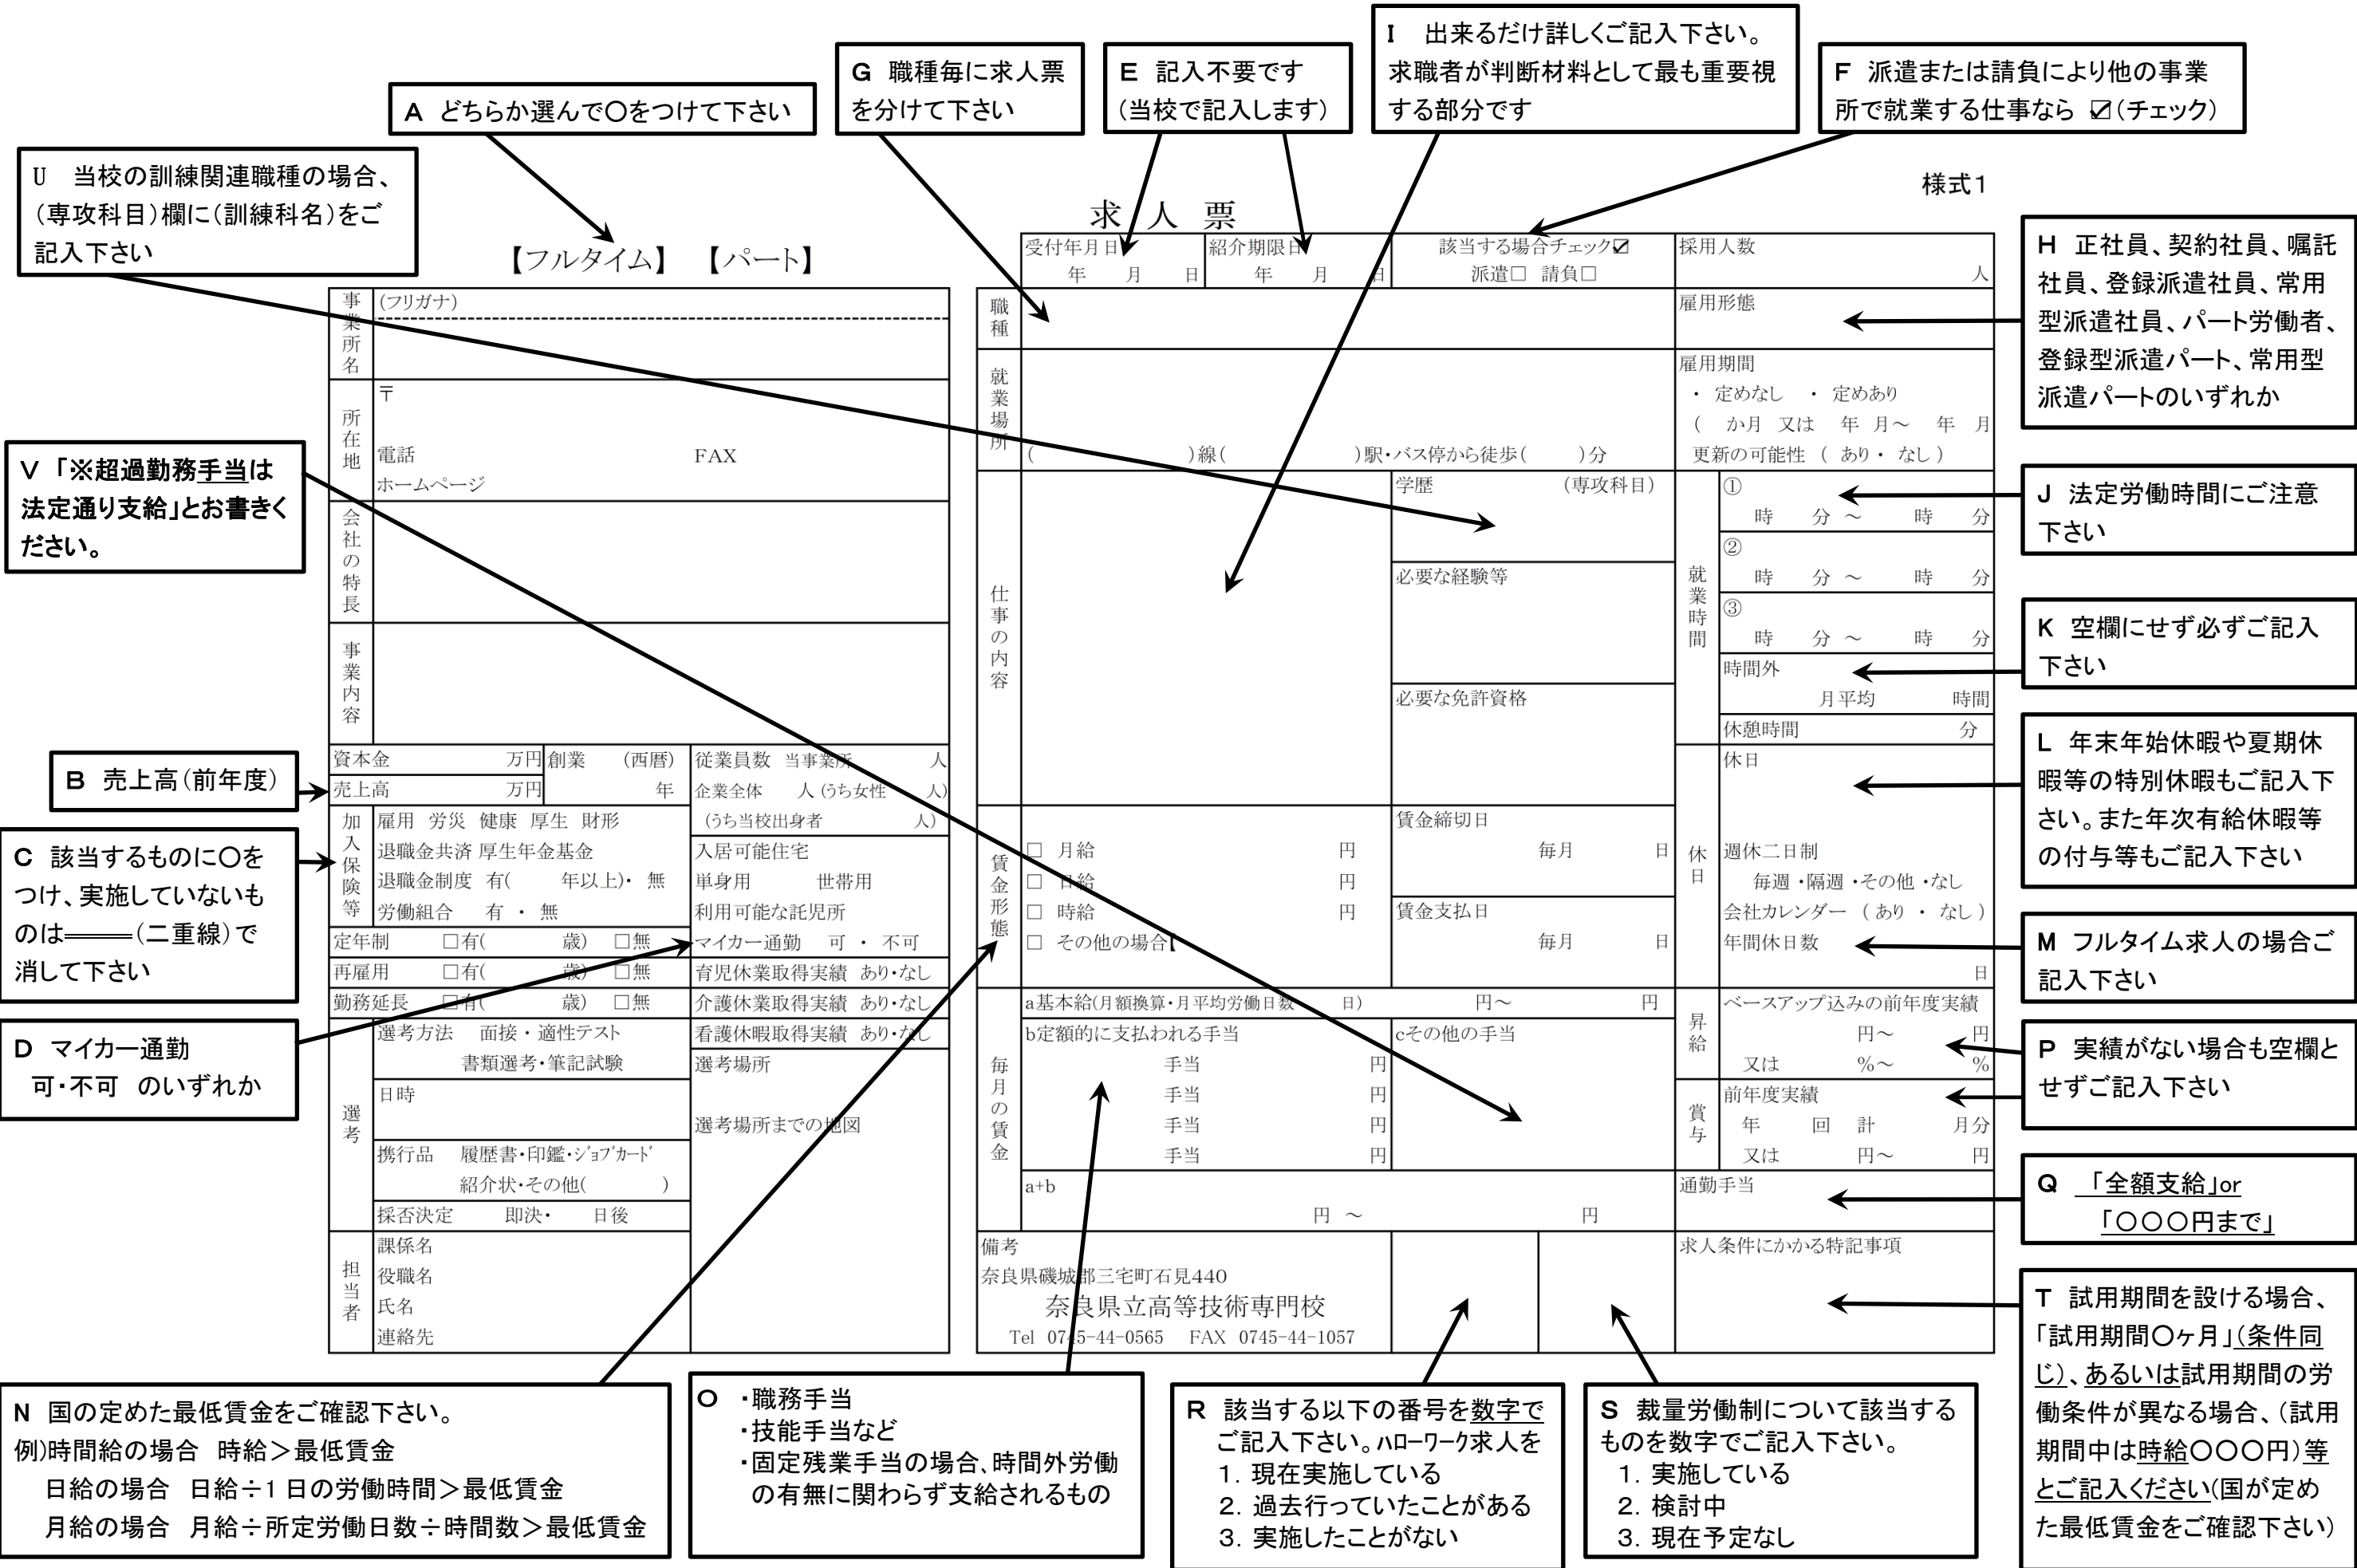 I 出来るだけ詳しくご記入下さい。
求職者が判断材料として最も重要視
する部分です
G 職種毎に求人票
を分けて下さい
E 記入不要です
(当校で記入します)
F 派遣または請負により他の事業
所で就業する仕事なら ☑(チェック)
A どちらか選んで〇をつけて下さい
U 当校の訓練関連職種の場合、
(専攻科目)欄に(訓練科名)をご
記入下さい
様式1
求人票
【フルタイム】 【パート】
事業所名
(フリガナ)
所在地
〒
電話 FAX
ホームページ
会社の特長
事業内容
資本金 万円
創業 (西暦)
年
売上高 万円
従業員数 当事業所 人
企業全体 人(うち女性 人)
(うち当校出身者 人)
加入保険等
雇用 労災 健康 厚生 財形
退職金共済 厚生年金基金
退職金制度 有( 年以上)・ 無
労働組合 有 ・ 無
入居可能住宅
単身用 世帯用
利用可能な託児所
定年制 □有( 歳) □無
マイカー通勤 可 ・ 不可
再雇用 □有( 歳) □無
育児休業取得実績 あり・なし
勤務延長 □有( 歳) □無
介護休業取得実績 あり・なし
選考
選考方法 面接・適性テスト
書類選考・筆記試験
看護休暇取得実績 あり・なし
選考場所
日時
選考場所までの地図
携行品 履歴書・印鑑・ジョブカード
紹介状・その他( )
採否決定 即決・ 日後
担当者
課係名
役職名
氏名
連絡先
受付年月日
年 月 日
紹介期限日
年 月 日
該当する場合チェック☑
派遣□ 請負□
採用人数
人
職種
雇用形態
就業場所
( )線( )駅・バス停から徒歩( )分
雇用期間
・ 定めなし ・ 定めあり
( か月 又は 年 月～ 年 月
更新の可能性 ( あり・ なし )
仕事の内容
学歴 (専攻科目)
必要な経験等
必要な免許資格
就業時間
①
時 分 ～ 時 分
②
時 分 ～ 時 分
③
時 分 ～ 時 分
時間外
月平均 時間
休憩時間 分
賃金形態
□ 月給 円
□ 日給 円
□ 時給 円
□ その他の場合【
賃金締切日
毎月 日
賃金支払日
毎月 日
休日
休日
週休二日制
毎週 ・隔週 ・その他 ・なし
会社カレンダー ( あり ・ なし )
年間休日数
日
毎月の賃金
a基本給(月額換算・月平均労働日数 日) 円～ 円
b定額的に支払われる手当
手当 円
手当 円
手当 円
手当 円
cその他の手当
a+b
円 ～ 円
昇給
ベースアップ込みの前年度実績
円～ 円
又は %～ %
賞与
前年度実績
年 回 計 月分
又は 円～ 円
通勤手当
備考
奈良県磯城郡三宅町石見440
奈良県立高等技術専門校
Tel 0745-44-0565 FAX 0745-44-1057
求人条件にかかる特記事項
H 正社員、契約社員、嘱託
社員、登録派遣社員、常用
型派遣社員、パート労働者、
登録型派遣パート、常用型
派遣パートのいずれか
J 法定労働時間にご注意
下さい
K 空欄にせず必ずご記入
下さい
L 年末年始休暇や夏期休
暇等の特別休暇もご記入下
さい。また年次有給休暇等
の付与等もご記入下さい
M フルタイム求人の場合ご
記入下さい
P 実績がない場合も空欄と
せずご記入下さい
Q 「全額支給」or
「〇〇〇円まで」
T 試用期間を設ける場合、
「試用期間〇ヶ月」(条件同
じ)、あるいは試用期間の労
働条件が異なる場合、(試用
期間中は時給〇〇〇円)等
とご記入ください(国が定め
た最低賃金をご確認下さい)
V 「※超過勤務手当は
法定通り支給」とお書きく
ださい。
B 売上高(前年度)
C 該当するものに〇を
つけ、実施していないも
のは═══(二重線)で
消して下さい
D マイカー通勤
可・不可 のいずれか
N 国の定めた最低賃金をご確認下さい。
例)時間給の場合 時給＞最低賃金
日給の場合 日給÷1日の労働時間＞最低賃金
月給の場合 月給÷所定労働日数÷時間数＞最低賃金
O ・職務手当
・技能手当など
・固定残業手当の場合、時間外労働
の有無に関わらず支給されるもの
R 該当する以下の番号を数字で
ご記入下さい。ハローワーク求人を
1. 現在実施している
2. 過去行っていたことがある
3. 実施したことがない
S 裁量労働制について該当する
ものを数字でご記入下さい。
1. 実施している
2. 検討中
3. 現在予定なし